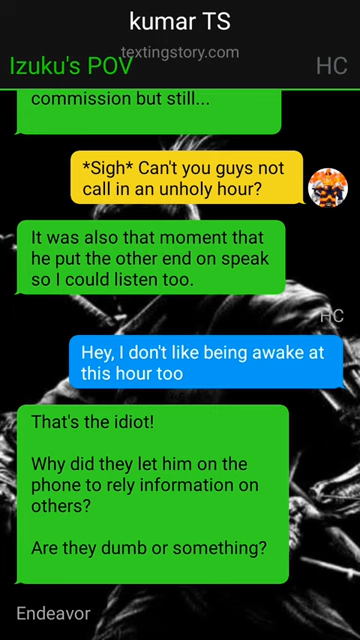 kumar TS
textingstory.com
Izuku's POV
HC
commission but still...
*Sigh* Can't you guys not
call in an unholy hour?
It was also that moment that
he put the other end on speak
so I could listen too.
HC
Hey, I don't like being awake at
this hour too
That's the idiot!
Why did they let him on the
phone to rely information on
others?
Are they dumb or something?
Endeavor